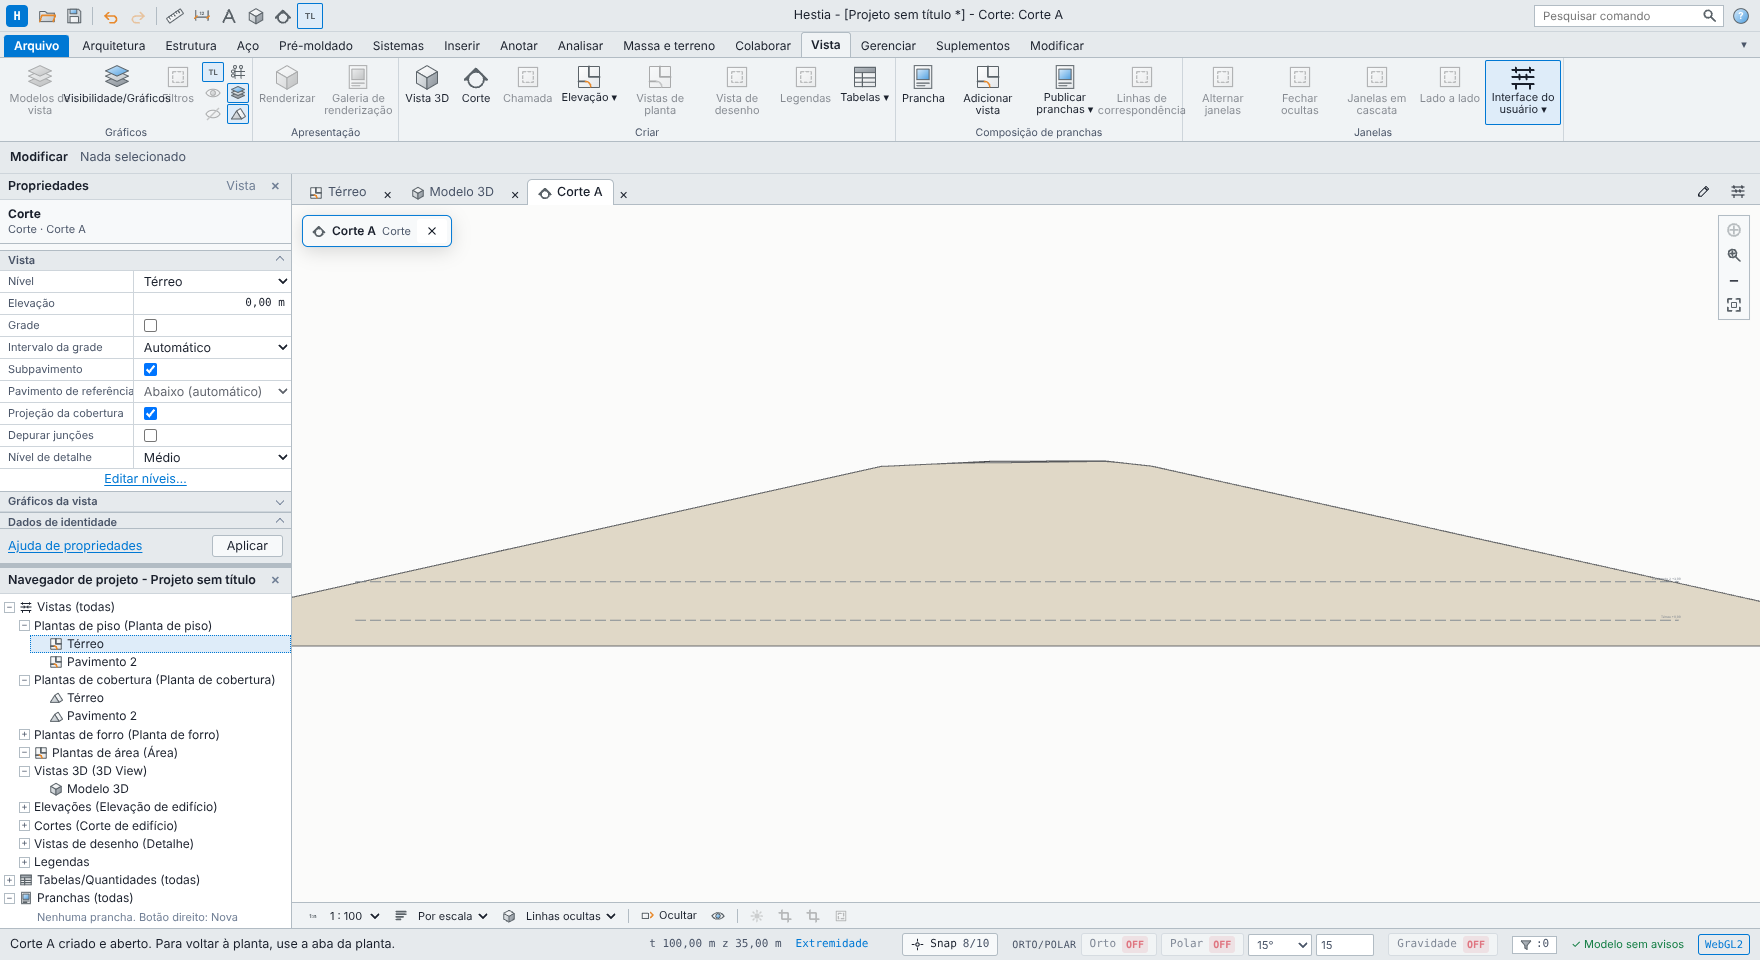 H
TL
Hestia - [Projeto sem título *] - Corte: Corte A
Pesquisar comando
?
Arquivo
Arquitetura
Estrutura
Aço
Pré-moldado
Sistemas
Inserir
Anotar
Analisar
Massa e terreno
Colaborar
Vista
Gerenciar
Suplementos
Modificar
Modelos de vista
Visibilidade/Gráficos
Filtros
TL
Gráficos
Renderizar
Galeria de renderização
Apresentação
Vista 3D
Corte
Chamada
Elevação ▾
Vistas de planta
Vista de desenho
Legendas
Tabelas ▾
Criar
Prancha
Adicionar vista
Publicar pranchas ▾
Linhas de correspondência
Composição de pranchas
Alternar janelas
Fechar ocultas
Janelas em cascata
Lado a lado
Interface do usuário ▾
Janelas
Modificar Nada selecionado
Propriedades Vista ×
Corte
Corte · Corte A
Vista
Nível Térreo
Elevação 0,00 m
Grade
Intervalo da grade Automático
Subpavimento
Pavimento de referência Abaixo (automático)
Projeção da cobertura
Depurar junções
Nível de detalhe Médio
Editar níveis...
Gráficos da vista
Dados de identidade
Ajuda de propriedades Aplicar
Navegador de projeto - Projeto sem título ×
Vistas (todas)
Plantas de piso (Planta de piso)
Térreo
Pavimento 2
Plantas de cobertura (Planta de cobertura)
Térreo
Pavimento 2
Plantas de forro (Planta de forro)
Plantas de área (Área)
Vistas 3D (3D View)
Modelo 3D
Elevações (Elevação de edifício)
Cortes (Corte de edifício)
Vistas de desenho (Detalhe)
Legendas
Tabelas/Quantidades (todas)
Pranchas (todas)
Nenhuma prancha. Botão direito: Nova
Térreo ×
Modelo 3D ×
Corte A ×
Corte A Corte ×
1 : 100
Por escala
Linhas ocultas
Ocultar
Corte A criado e aberto. Para voltar à planta, use a aba da planta.
t 100,00 m z 35,00 m Extremidade
Snap 8/10
ORTO/POLAR
Orto OFF
Polar OFF
15°
15
Gravidade OFF
:0
✓ Modelo sem avisos
WebGL2